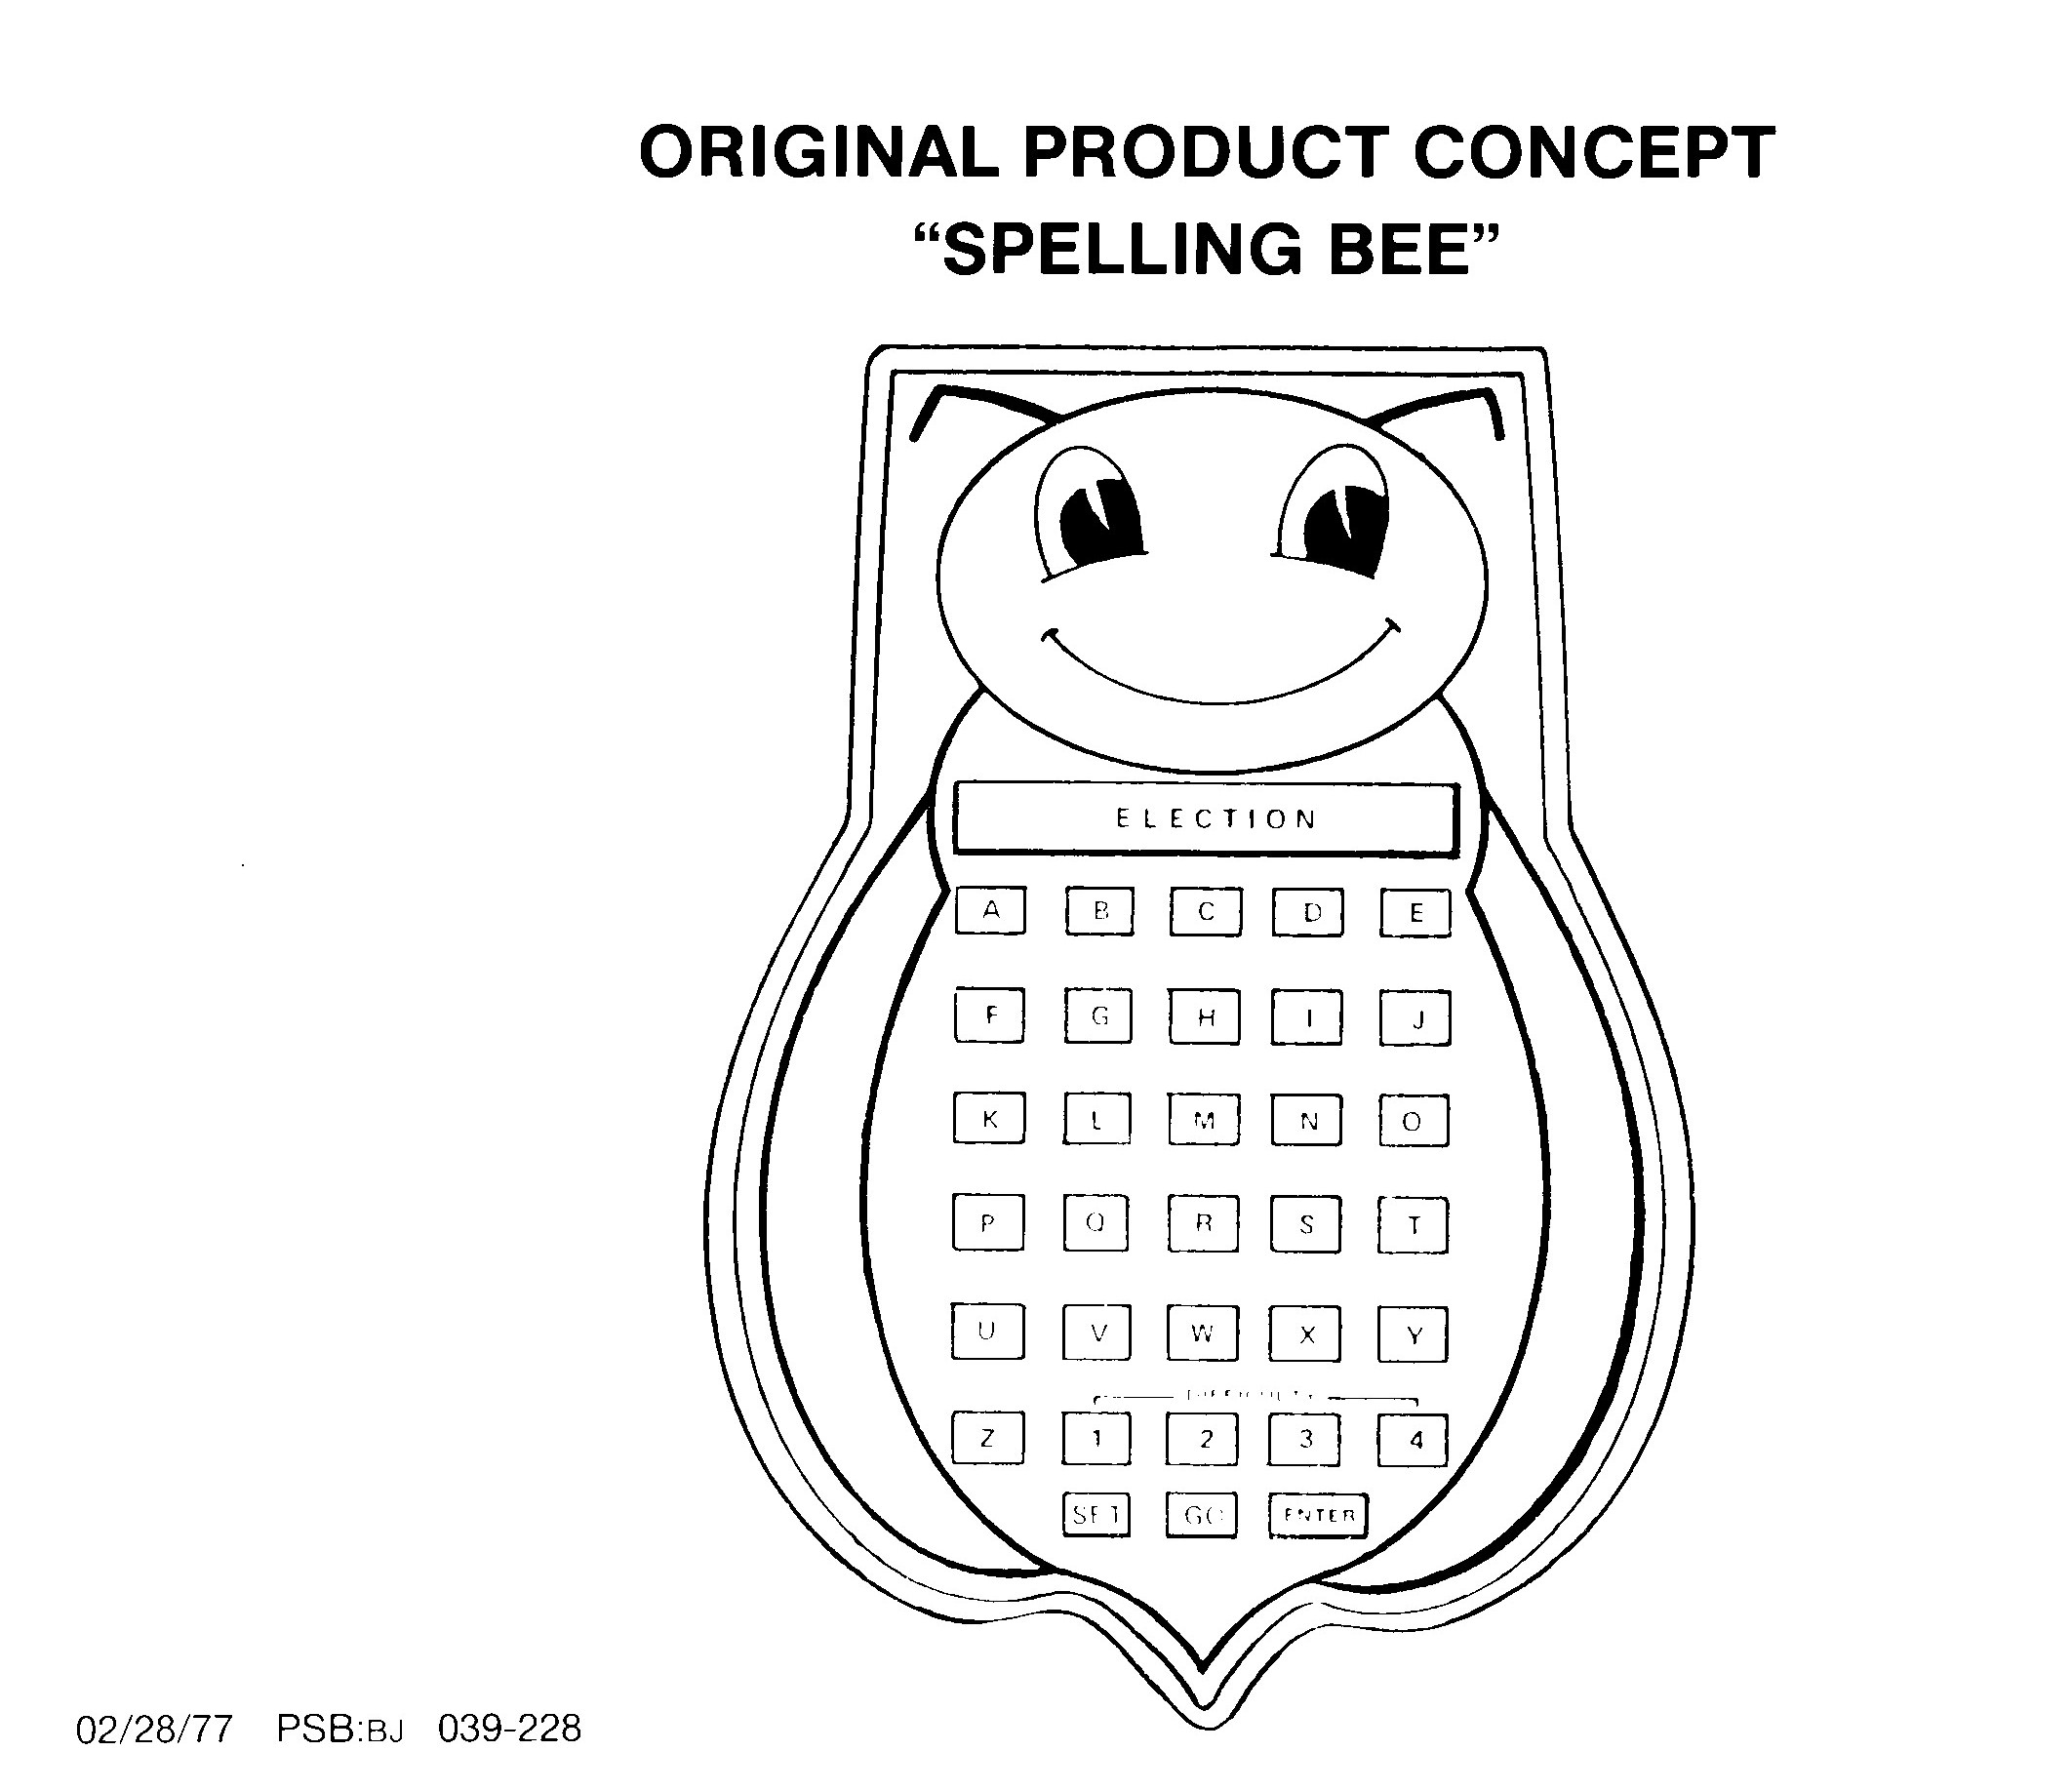 ORIGINAL PRODUCT CONCEPT
“SPELLING BEE”
ELECTION
A B C D E
F G H I J
K L M N O
P Q R S T
U V W X Y
DIFFICULTY
Z 1 2 3 4
SET GO ENTER
02/28/77 PSB:BJ 039-228